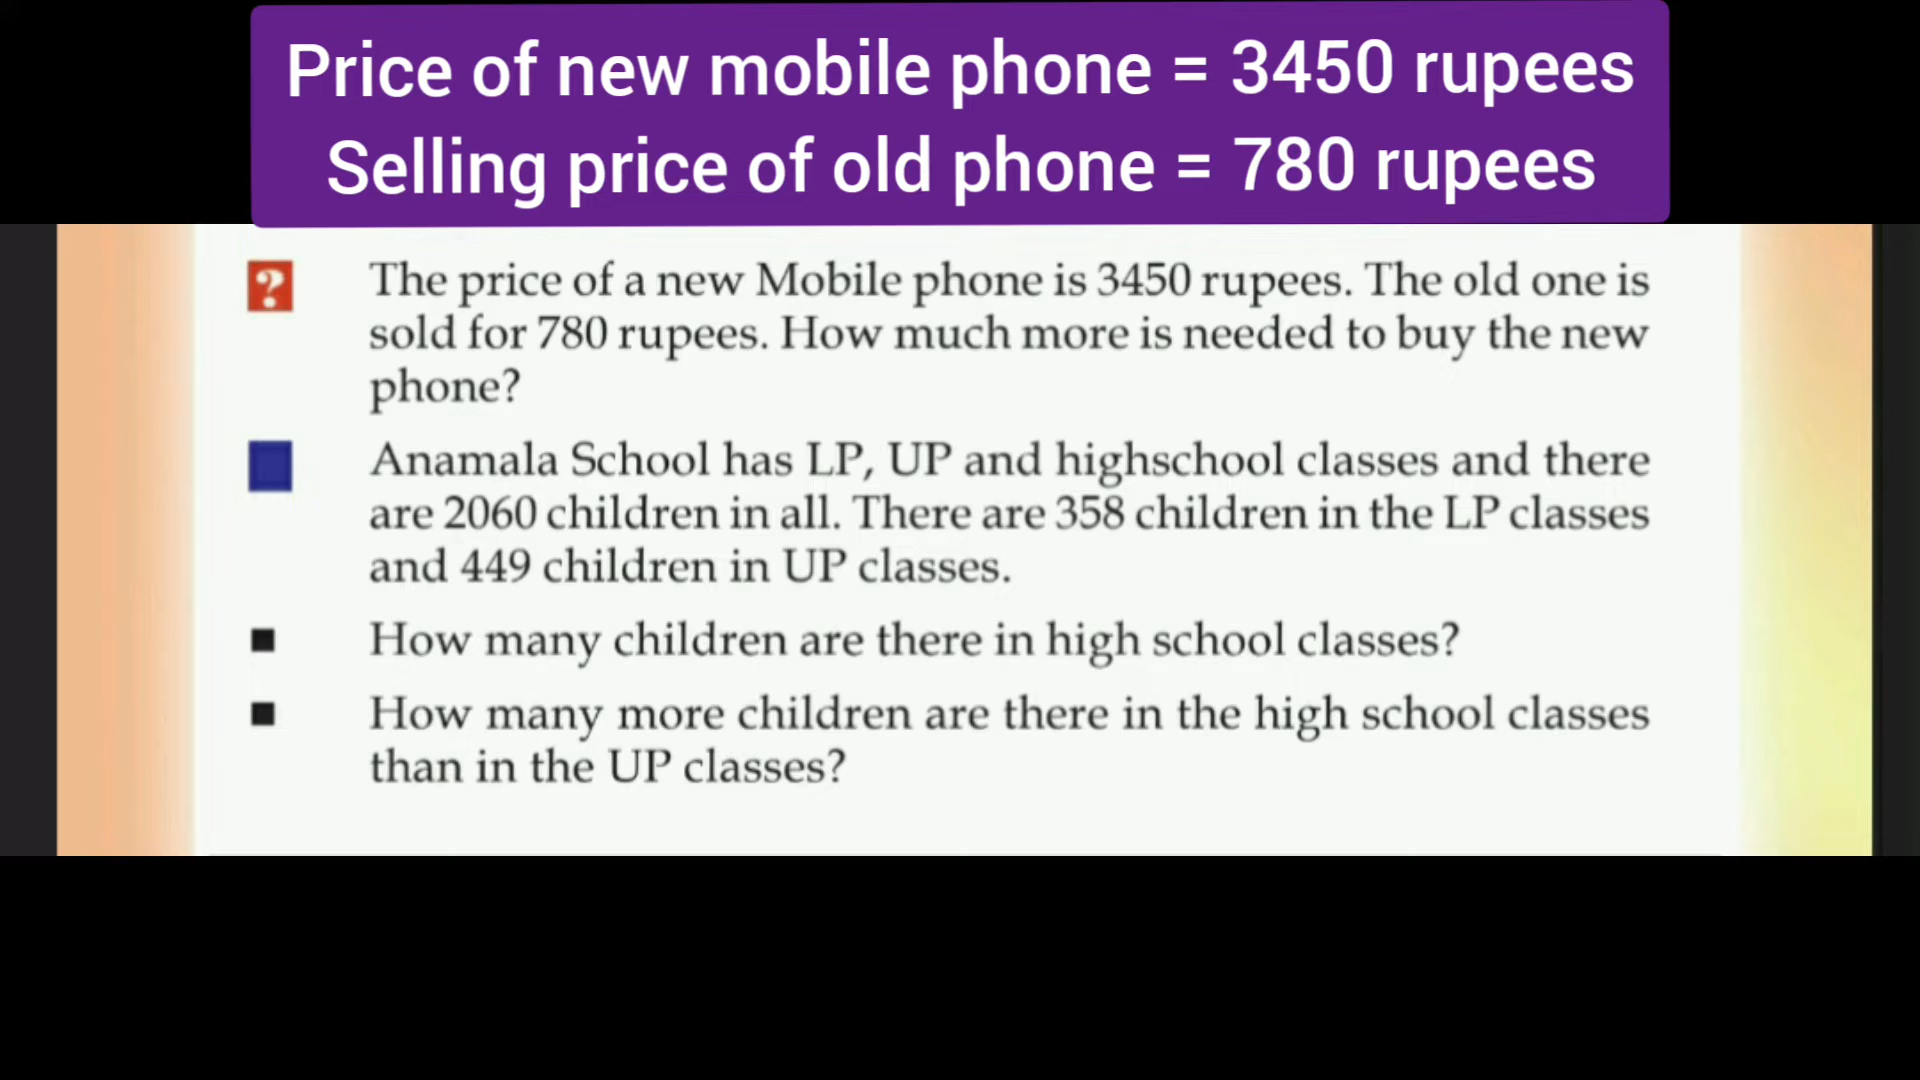 Price of new mobile phone = 3450 rupees
Selling price of old phone = 780 rupees
? The price of a new Mobile phone is 3450 rupees. The old one is
sold for 780 rupees. How much more is needed to buy the new
phone?
Anamala School has LP, UP and highschool classes and there
are 2060 children in all. There are 358 children in the LP classes
and 449 children in UP classes.
How many children are there in high school classes?
How many more children are there in the high school classes
than in the UP classes?